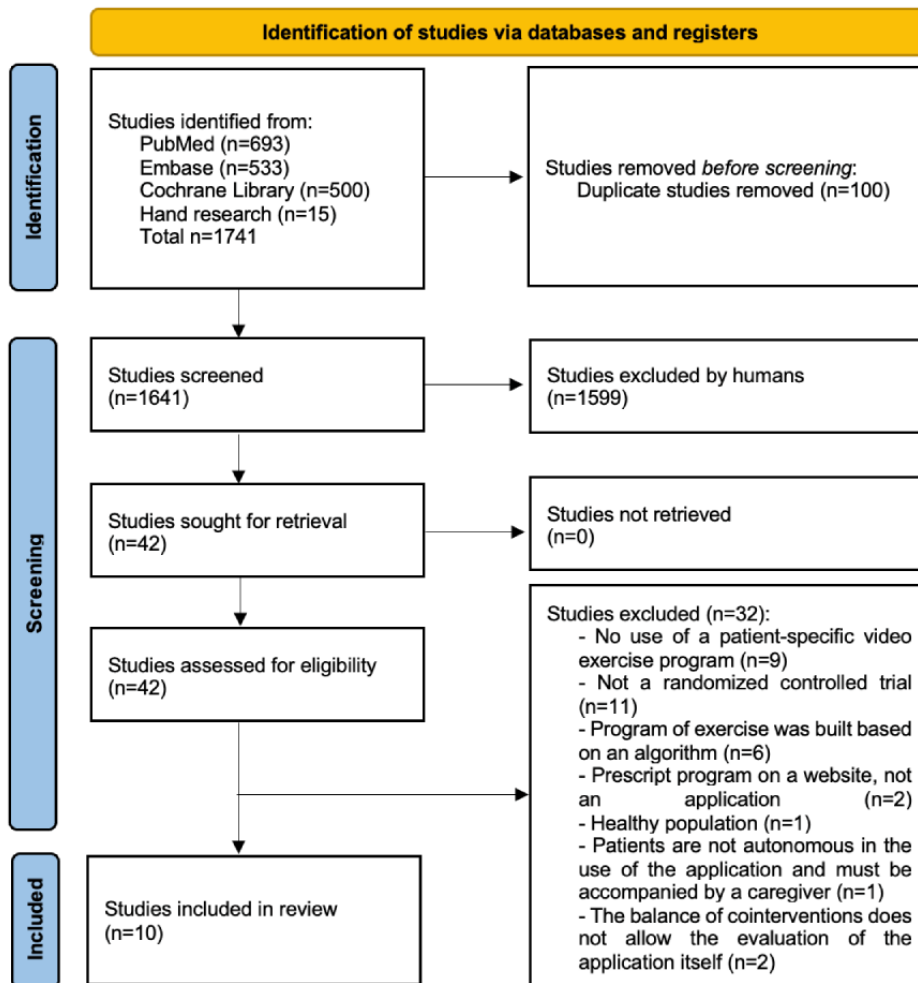 Identification of studies via databases and registers
Identification
Studies identified from:
PubMed (n=693)
Embase (n=533)
Cochrane Library (n=500)
Hand research (n=15)
Total n=1741
Studies removed before screening:
Duplicate studies removed (n=100)
Screening
Studies screened
(n=1641)
Studies excluded by humans
(n=1599)
Studies sought for retrieval
(n=42)
Studies not retrieved
(n=0)
Studies assessed for eligibility
(n=42)
Studies excluded (n=32):
- No use of a patient-specific video
exercise program (n=9)
- Not a randomized controlled trial
(n=11)
- Program of exercise was built based
on an algorithm (n=6)
- Prescript program on a website, not
an application (n=2)
- Healthy population (n=1)
- Patients are not autonomous in the
use of the application and must be
accompanied by a caregiver (n=1)
- The balance of cointerventions does
not allow the evaluation of the
application itself (n=2)
Included
Studies included in review
(n=10)